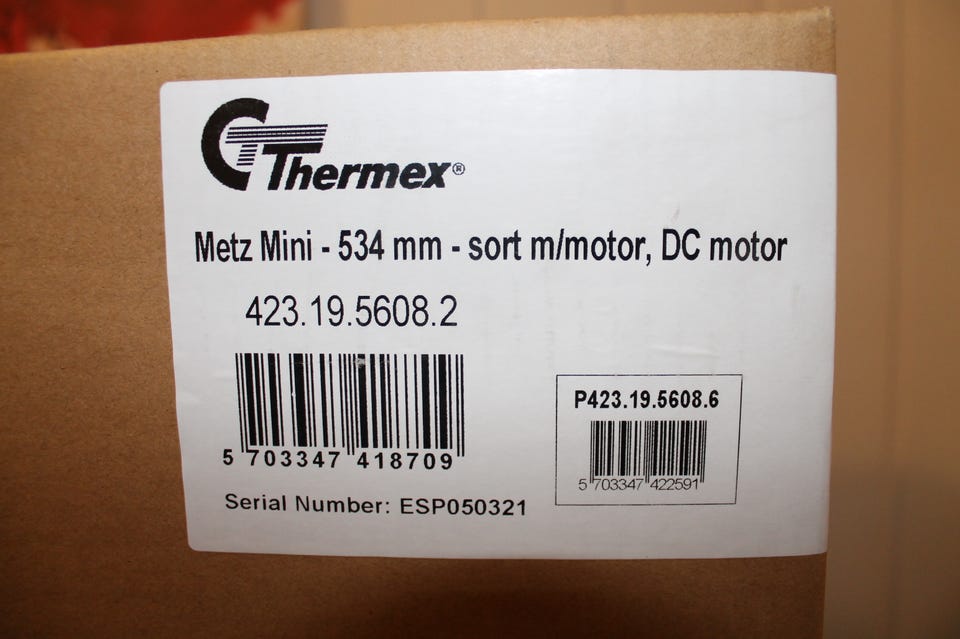 Thermex®
Metz Mini - 534 mm - sort m/motor, DC motor
423.19.5608.2
5 703347 418709
Serial Number: ESP050321
P423.19.5608.6
5 703347 422591